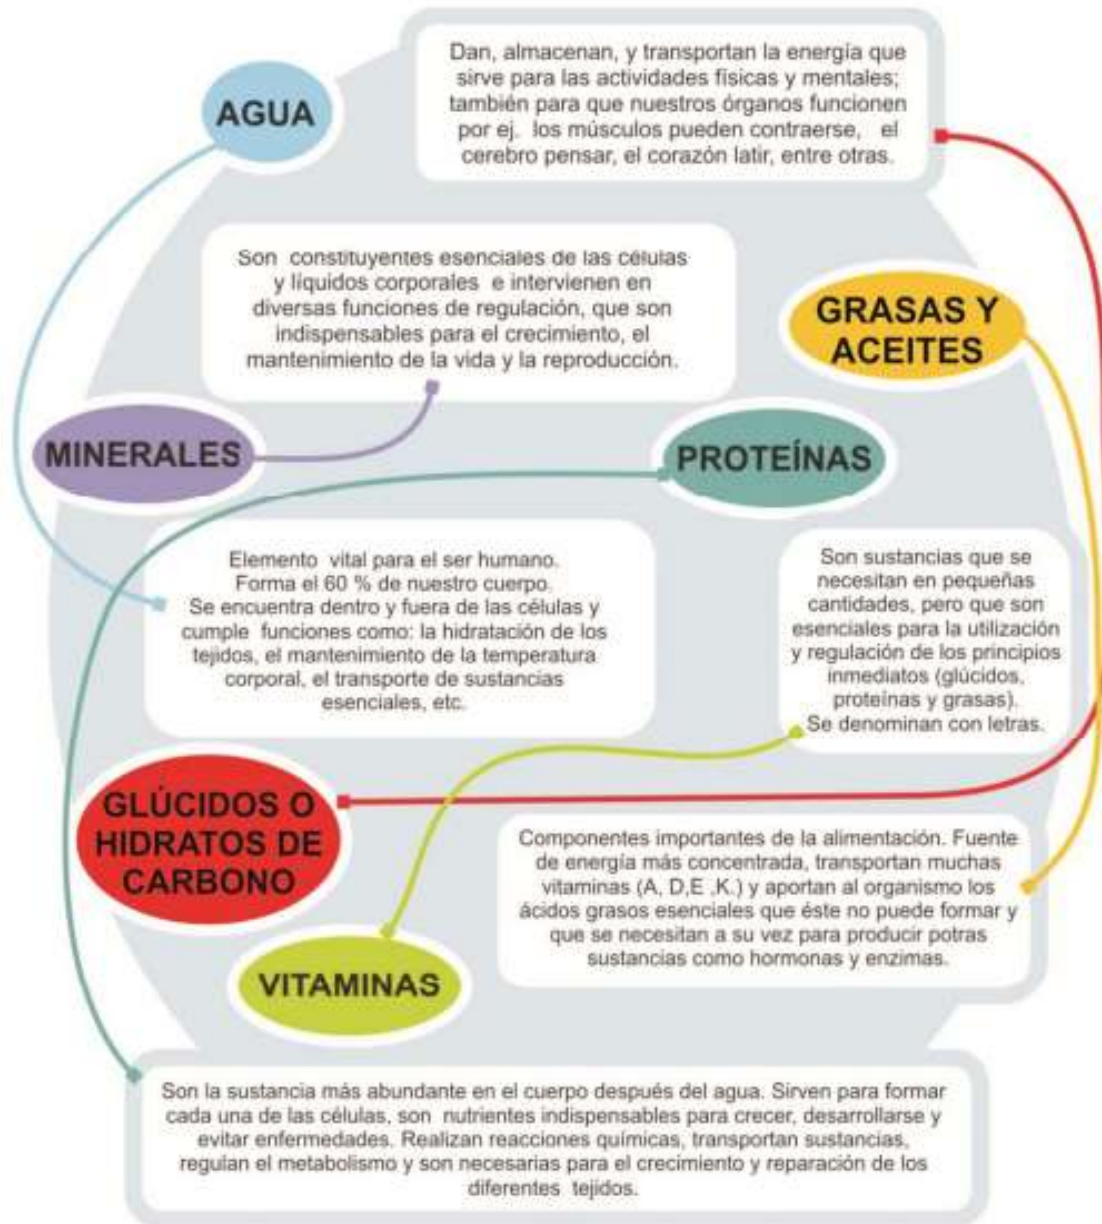 AGUA
Dan, almacenan, y transportan la energía que
sirve para las actividades físicas y mentales;
también para que nuestros órganos funcionen
por ej. los músculos pueden contraerse, el
cerebro pensar, el corazón latir, entre otras.
Son constituyentes esenciales de las células
y líquidos corporales e intervienen en
diversas funciones de regulación, que son
indispensables para el crecimiento, el
mantenimiento de la vida y la reproducción.
GRASAS Y
ACEITES
MINERALES
PROTEÍNAS
Elemento vital para el ser humano.
Forma el 60 % de nuestro cuerpo.
Se encuentra dentro y fuera de las células y
cumple funciones como: la hidratación de los
tejidos, el mantenimiento de la temperatura
corporal, el transporte de sustancias
esenciales, etc.
Son sustancias que se
necesitan en pequeñas
cantidades, pero que son
esenciales para la utilización
y regulación de los principios
inmediatos (glúcidos,
proteínas y grasas).
Se denominan con letras.
GLÚCIDOS O
HIDRATOS DE
CARBONO
Componentes importantes de la alimentación. Fuente
de energía más concentrada, transportan muchas
vitaminas (A, D,E ,K.) y aportan al organismo los
ácidos grasos esenciales que éste no puede formar y
que se necesitan a su vez para producir potras
sustancias como hormonas y enzimas.
VITAMINAS
Son la sustancia más abundante en el cuerpo después del agua. Sirven para formar
cada una de las células, son nutrientes indispensables para crecer, desarrollarse y
evitar enfermedades. Realizan reacciones químicas, transportan sustancias,
regulan el metabolismo y son necesarias para el crecimiento y reparación de los
diferentes tejidos.